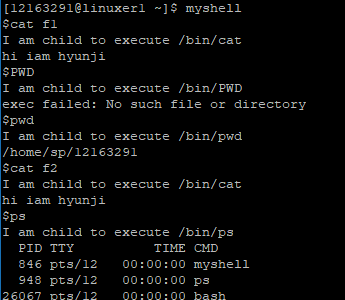 [12163291@linuxer1 ~]$ myshell
$cat f1
I am child to execute /bin/cat
hi iam hyunji
$PWD
I am child to execute /bin/PWD
exec failed: No such file or directory
$pwd
I am child to execute /bin/pwd
/home/sp/12163291
$cat f2
I am child to execute /bin/cat
hi iam hyunji
$ps
I am child to execute /bin/ps
  PID TTY          TIME CMD
  846 pts/12   00:00:00 myshell
  948 pts/12   00:00:00 ps
26067 pts/12   00:00:00 bash